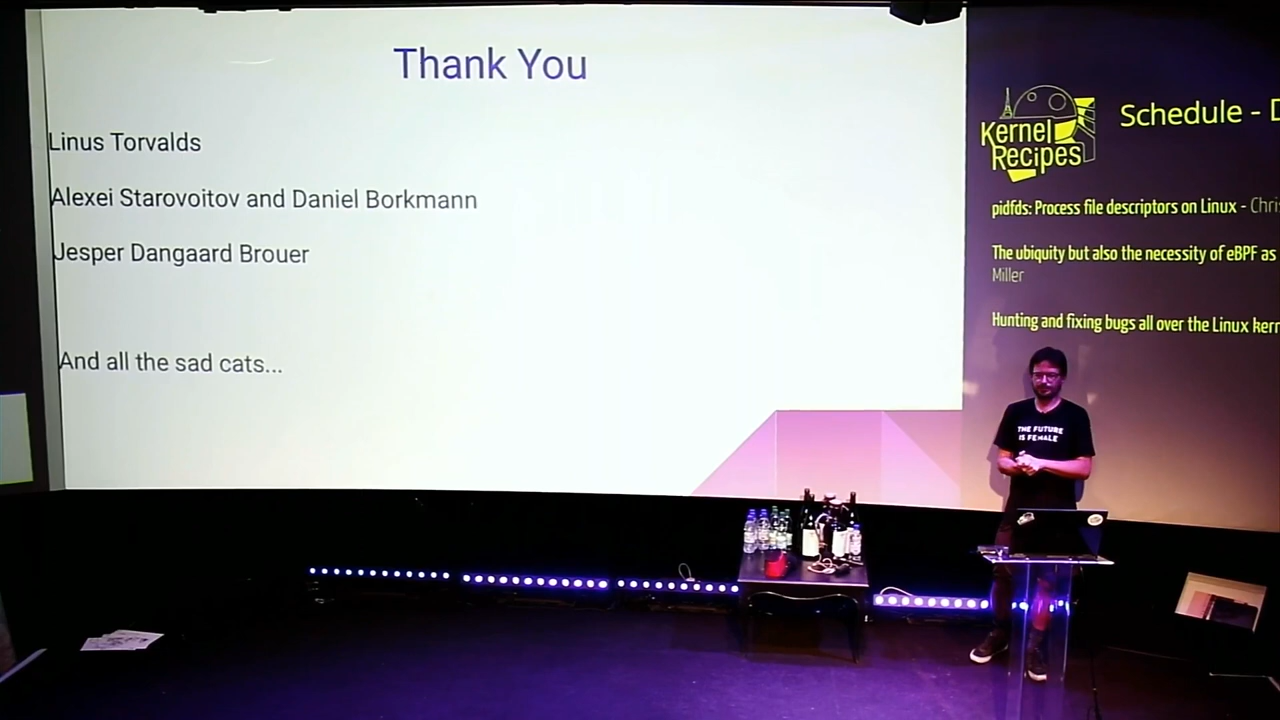 Thank You
Linus Torvalds
Alexei Starovoitov and Daniel Borkmann
Jesper Dangaard Brouer
And all the sad cats...
Kernel
Recipes
Schedule - D
pidfds: Process file descriptors on Linux - Chris
The ubiquity but also the necessity of eBPF as
Miller
Hunting and fixing bugs all over the Linux kern
THE FUTURE
IS FEMALE